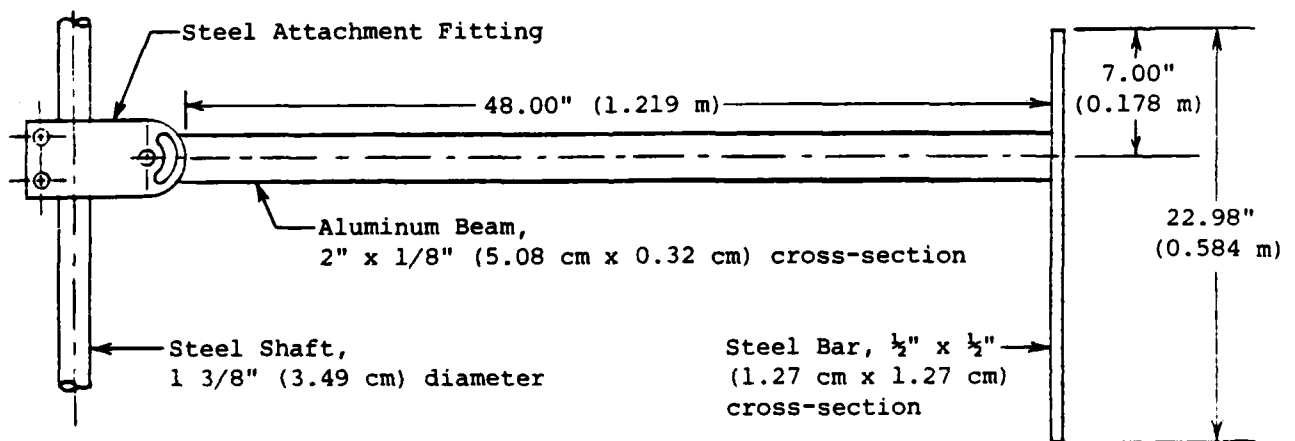 Steel Attachment Fitting
7.00"
(0.178 m)
48.00" (1.219 m)
22.98"
(0.584 m)
Aluminum Beam,
2" x 1/8" (5.08 cm x 0.32 cm) cross-section
Steel Shaft,
1 3/8" (3.49 cm) diameter
Steel Bar, ½" x ½"
(1.27 cm x 1.27 cm)
cross-section